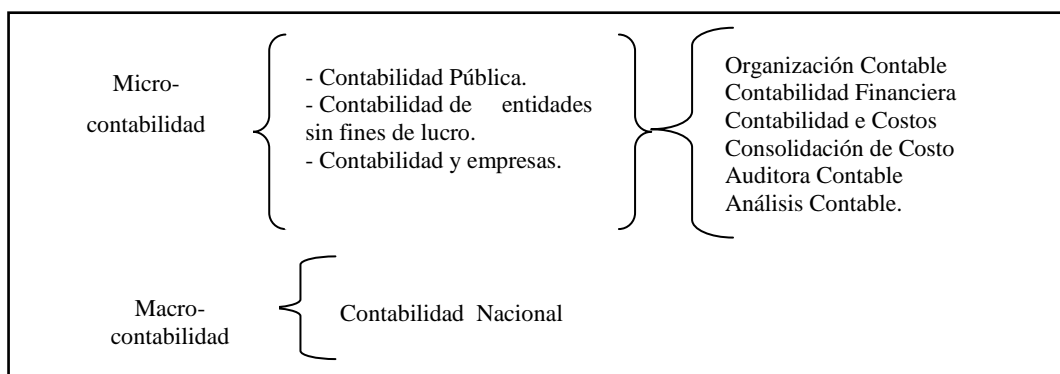 Micro-
contabilidad
- Contabilidad Pública.
- Contabilidad de entidades
sin fines de lucro.
- Contabilidad y empresas.
Organización Contable
Contabilidad Financiera
Contabilidad e Costos
Consolidación de Costo
Auditora Contable
Análisis Contable.
Macro-
contabilidad
Contabilidad Nacional